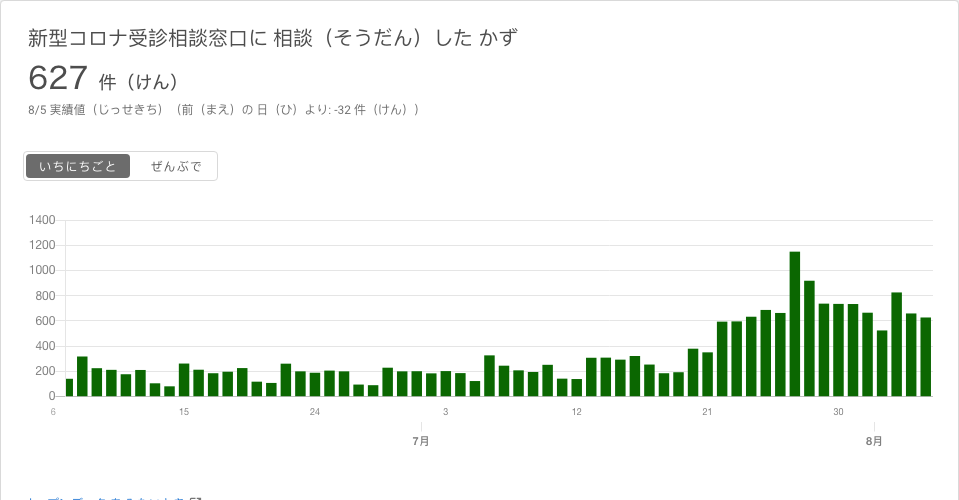 新型コロナ受診相談窓口に 相談（そうだん）した かず
627 件（けん）
8/5 実績値（じっせきち）（前（まえ）の 日（ひ）より: -32 件（けん））
いちにちごと ぜんぶで
1400
1200
1000
800
600
400
200
0
6 15 24 3 12 21 30
7月 8月